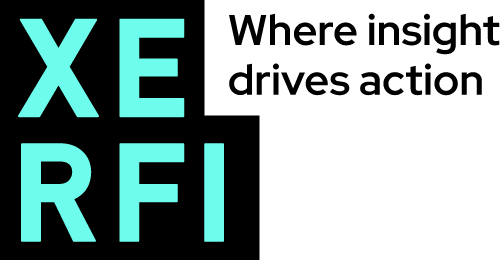 XE
RFI
Where insight
drives action